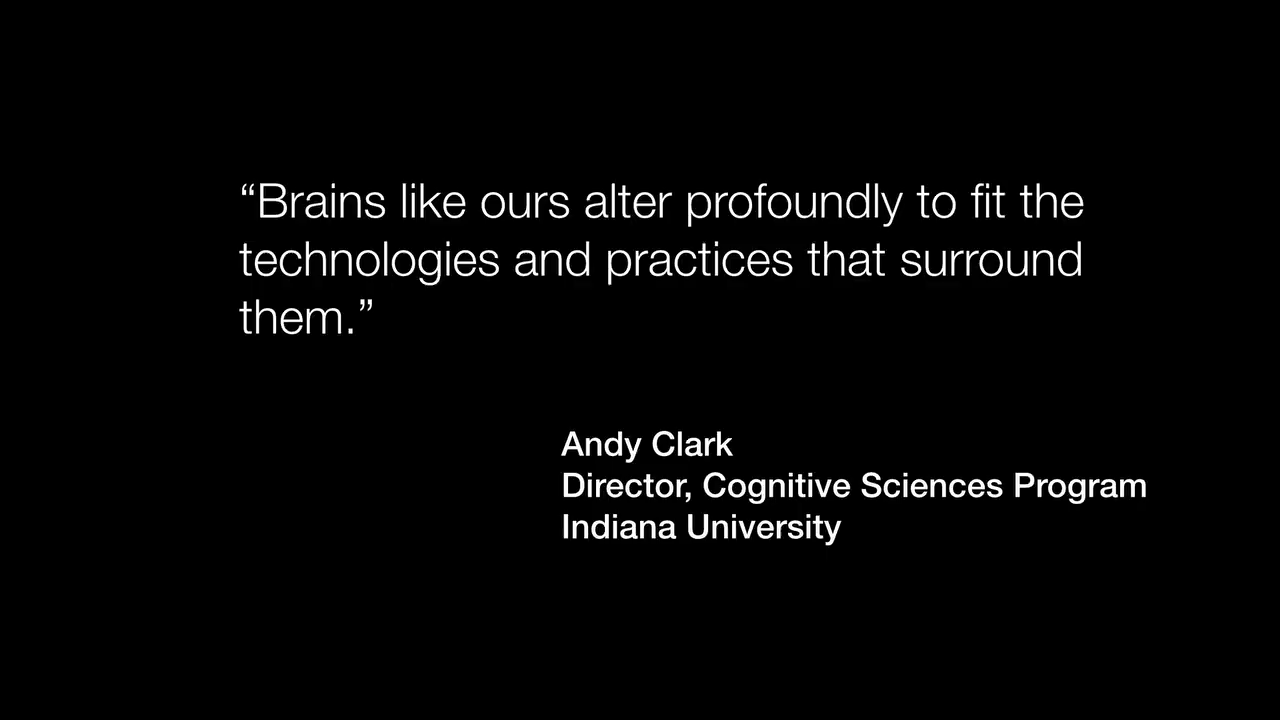 “Brains like ours alter profoundly to fit the
technologies and practices that surround
them.”
Andy Clark
Director, Cognitive Sciences Program
Indiana University